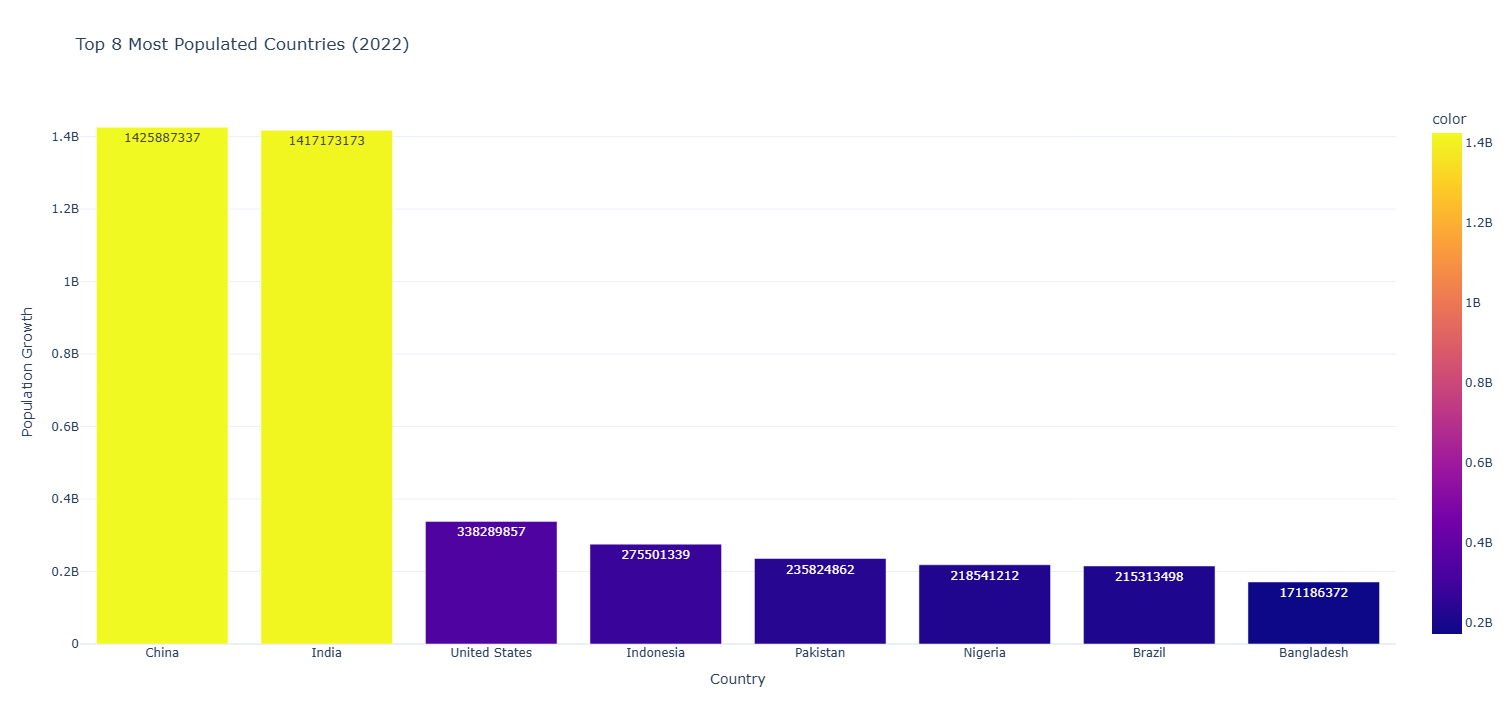 Top 8 Most Populated Countries (2022)
Population Growth
1.4B
1.2B
1B
0.8B
0.6B
0.4B
0.2B
0
1425887337
1417173173
338289857
275501339
235824862
218541212
215313498
171186372
China
India
United States
Indonesia
Pakistan
Nigeria
Brazil
Bangladesh
Country
color
1.4B
1.2B
1B
0.8B
0.6B
0.4B
0.2B